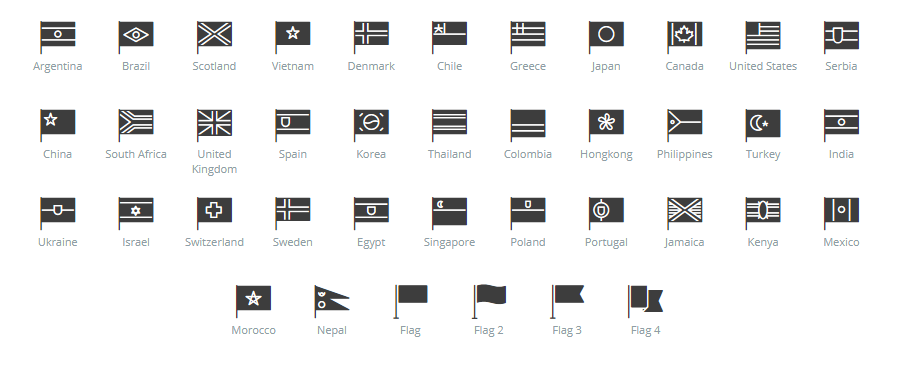 Argentina Brazil Scotland Vietnam Denmark Chile Greece Japan Canada United States Serbia
China South Africa United Kingdom Spain Korea Thailand Colombia Hongkong Philippines Turkey India
Ukraine Israel Switzerland Sweden Egypt Singapore Poland Portugal Jamaica Kenya Mexico
Morocco Nepal Flag Flag 2 Flag 3 Flag 4